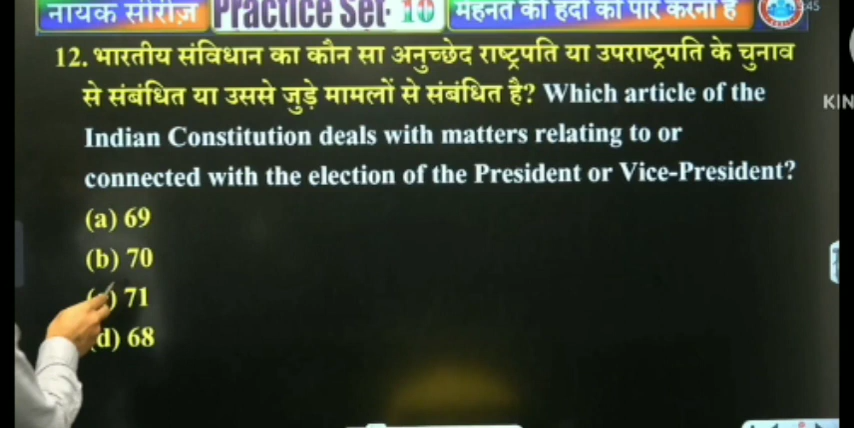 नायक सीरीज़ Practice Set- 10 मेहनत की हदों को पार करना है
12. भारतीय संविधान का कौन सा अनुच्छेद राष्ट्रपति या उपराष्ट्रपति के चुनाव
से संबंधित या उससे जुड़े मामलों से संबंधित है? Which article of the
Indian Constitution deals with matters relating to or
connected with the election of the President or Vice-President?
(a) 69
(b) 70
) 71
d) 68
KIN